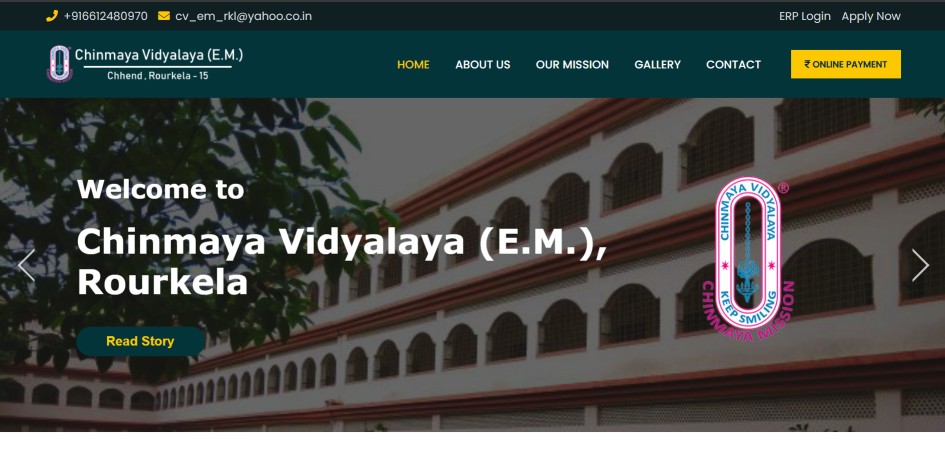 +916612480970 cv_em_rkl@yahoo.co.in ERP Login Apply Now
Chinmaya Vidyalaya (E.M.)
Chhend, Rourkela - 15
HOME ABOUT US OUR MISSION GALLERY CONTACT ₹ ONLINE PAYMENT
Welcome to
Chinmaya Vidyalaya (E.M.),
Rourkela
Read Story
CHINMAYA VIDYALAYA ®
KEEP SMILING
CHINMAYA MISSION